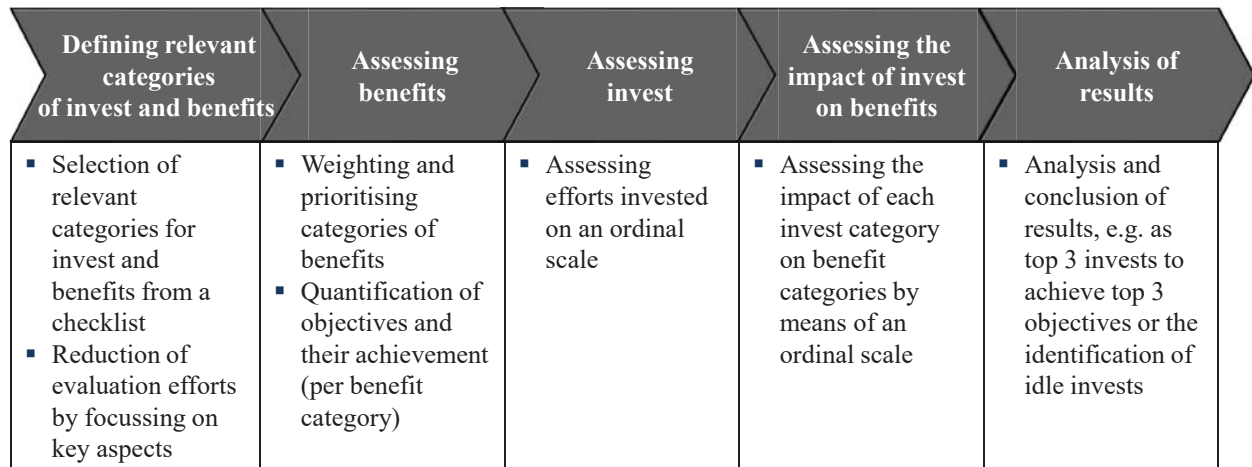 Defining relevant
categories
of invest and benefits
Assessing
benefits
Assessing
invest
Assessing the
impact of invest
on benefits
Analysis of
results
▪ Selection of
relevant
categories for
invest and
benefits from a
checklist
▪ Reduction of
evaluation efforts
by focussing on
key aspects
▪ Weighting and
prioritising
categories of
benefits
▪ Quantification of
objectives and
their achievement
(per benefit
category)
▪ Assessing
efforts invested
on an ordinal
scale
▪ Assessing the
impact of each
invest category
on benefit
categories by
means of an
ordinal scale
▪ Analysis and
conclusion of
results, e.g. as
top 3 invests to
achieve top 3
objectives or the
identification of
idle invests